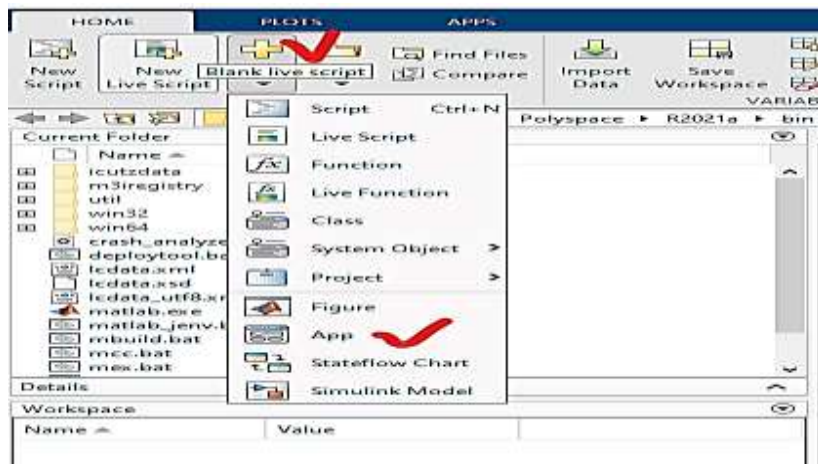 HOME PLOTS APPS
New Script
New Live Script
Blank live script
Find Files
Compare
Import Data
Save Workspace
VARIAB
Polyspace R2021a bin
Script Ctrl+N
Live Script
Function
Live Function
Class
System Object
Project
Figure
App
Stateflow Chart
Simulink Model
Current Folder
Name
icutzdata
m3iregistry
util
win32
win64
crash_analyze
deploytool.ba
lcdata.xml
lcdata.xsd
lcdata_utf8.xr
matlab.exe
matlab_jenv.b
mbuild.bat
mcc.bat
mex.bat
Details
Workspace
Name Value